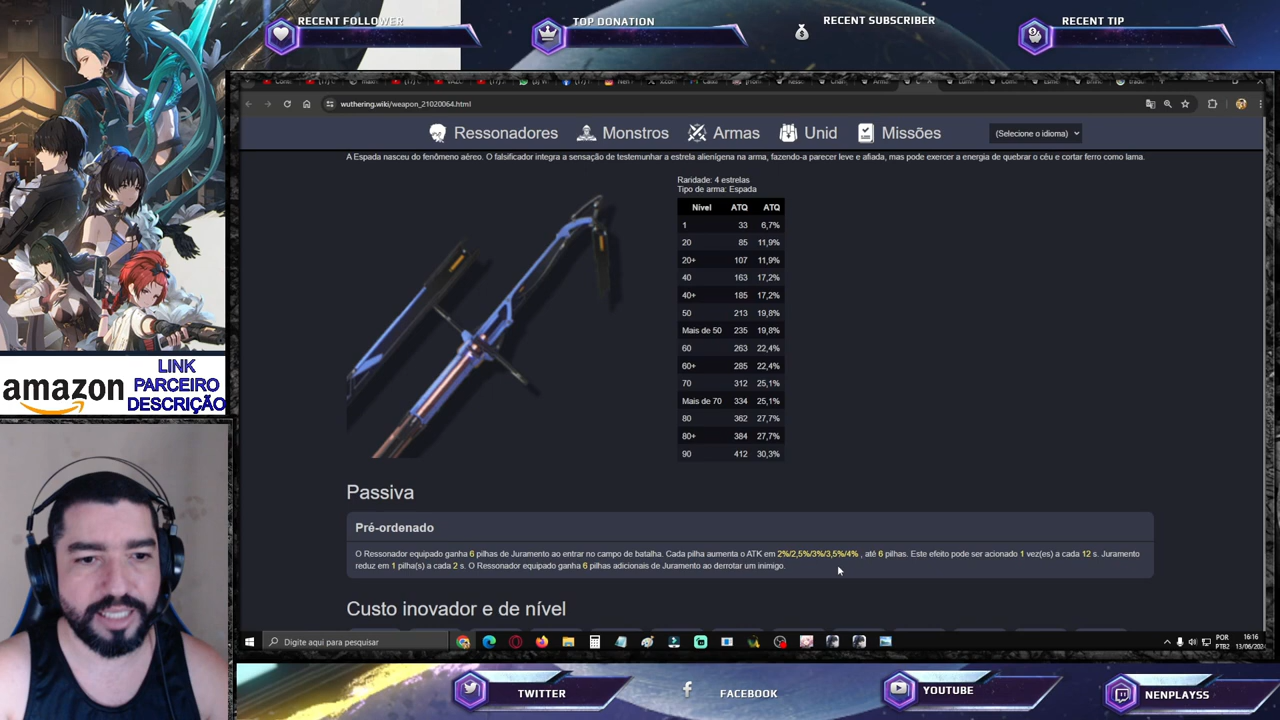 RECENT FOLLOWER
TOP DONATION
RECENT SUBSCRIBER
RECENT TIP
wuthering.wiki/weapon_21020064.html
Ressonadores
Monstros
Armas
Unid
Missões
(Selecione o idioma)
A Espada nasceu do fenômeno aéreo. O falsificador integra a sensação de testemunhar a estrela alienígena na arma, fazendo-a parecer leve e afiada, mas pode exercer a energia de quebrar o céu e cortar ferro como lama.
Raridade: 4 estrelas
Tipo de arma: Espada
Nível ATQ ATQ
1 33 6,7%
20 85 11,9%
20+ 107 11,9%
40 163 17,2%
40+ 185 17,2%
50 213 19,8%
Mais de 50 235 19,8%
60 263 22,4%
60+ 285 22,4%
70 312 25,1%
Mais de 70 334 25,1%
80 362 27,7%
80+ 384 27,7%
90 412 30,3%
LINK
amazon PARCEIRO
DESCRIÇÃO
Passiva
Pré-ordenado
O Ressonador equipado ganha 6 pilhas de Juramento ao entrar no campo de batalha. Cada pilha aumenta o ATK em 2%/2,5%/3%/3,5%/4% , até 6 pilhas. Este efeito pode ser acionado 1 vez(es) a cada 12 s. Juramento
reduz em 1 pilha(s) a cada 2 s. O Ressonador equipado ganha 6 pilhas adicionais de Juramento ao derrotar um inimigo.
Custo inovador e de nível
Digite aqui para pesquisar
POR
PTB2
16:16
TWITTER
FACEBOOK
YOUTUBE
NENPLAYSS